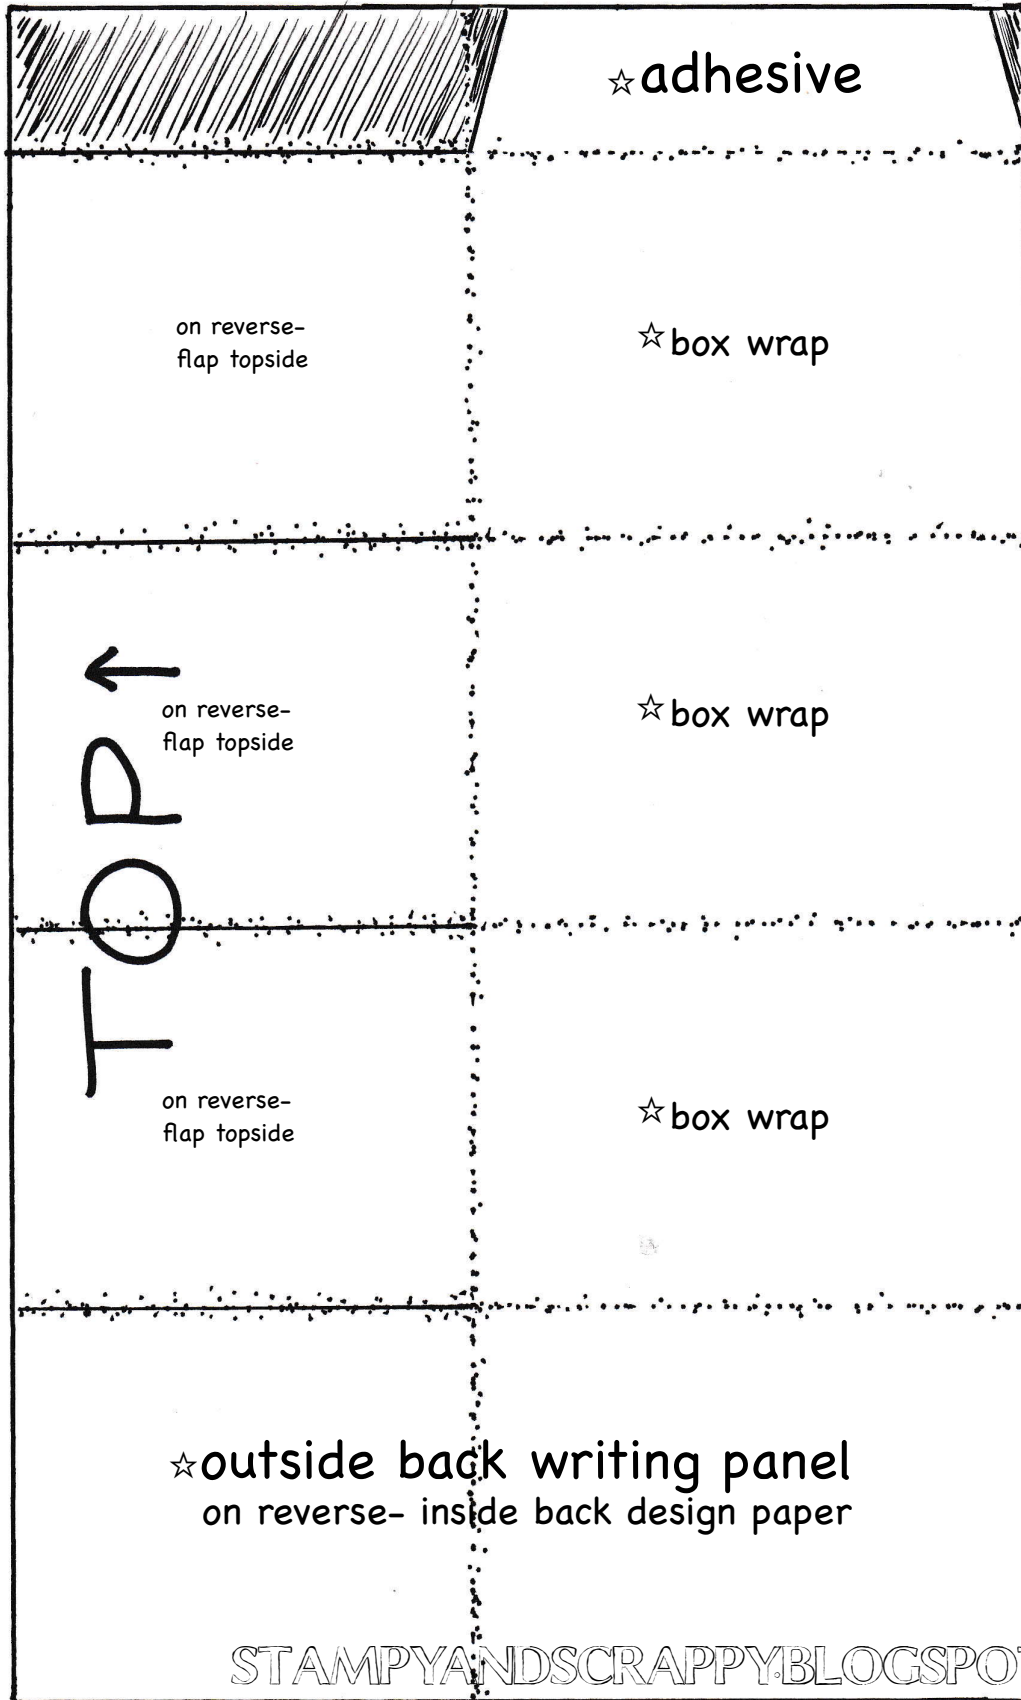 ☆adhesive
on reverse-
flap topside
☆box wrap
TOP→
on reverse-
flap topside
☆box wrap
on reverse-
flap topside
☆box wrap
☆outside back writing panel
on reverse- inside back design paper
STAMPYANDSCRAPPY.BLOGSPO